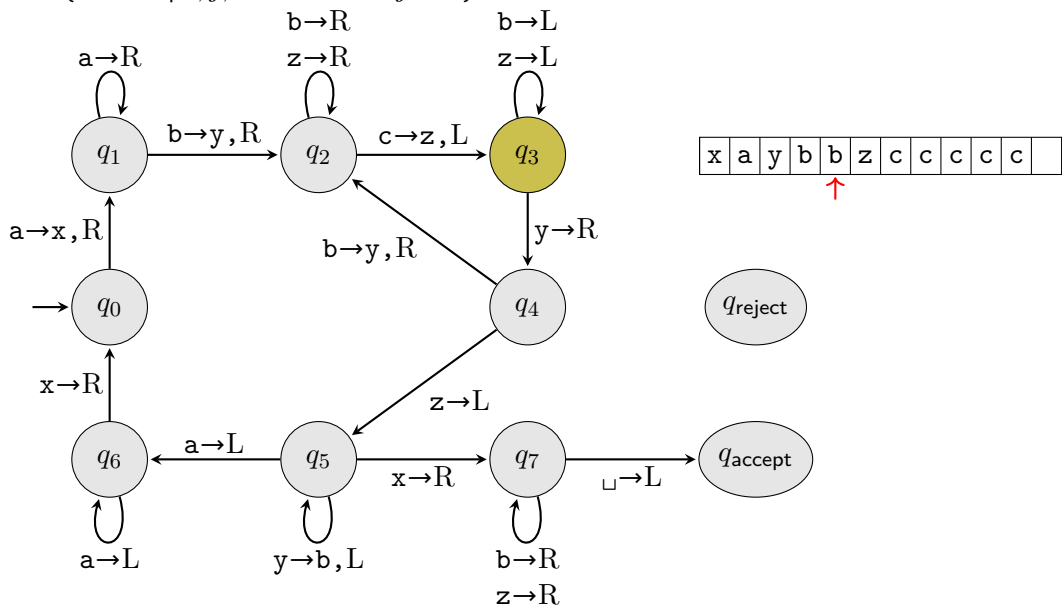 b→R b→L
a→R z→R z→L
b→y,R c→z,L
q1 q2 q3 x a y b b z c c c c c
↑
a→x,R b→y,R y→R
q0 q4 qreject
x→R z→L
a→L
q6 q5 q7 qaccept
x→R ␣→L
a→L y→b,L b→R
z→R